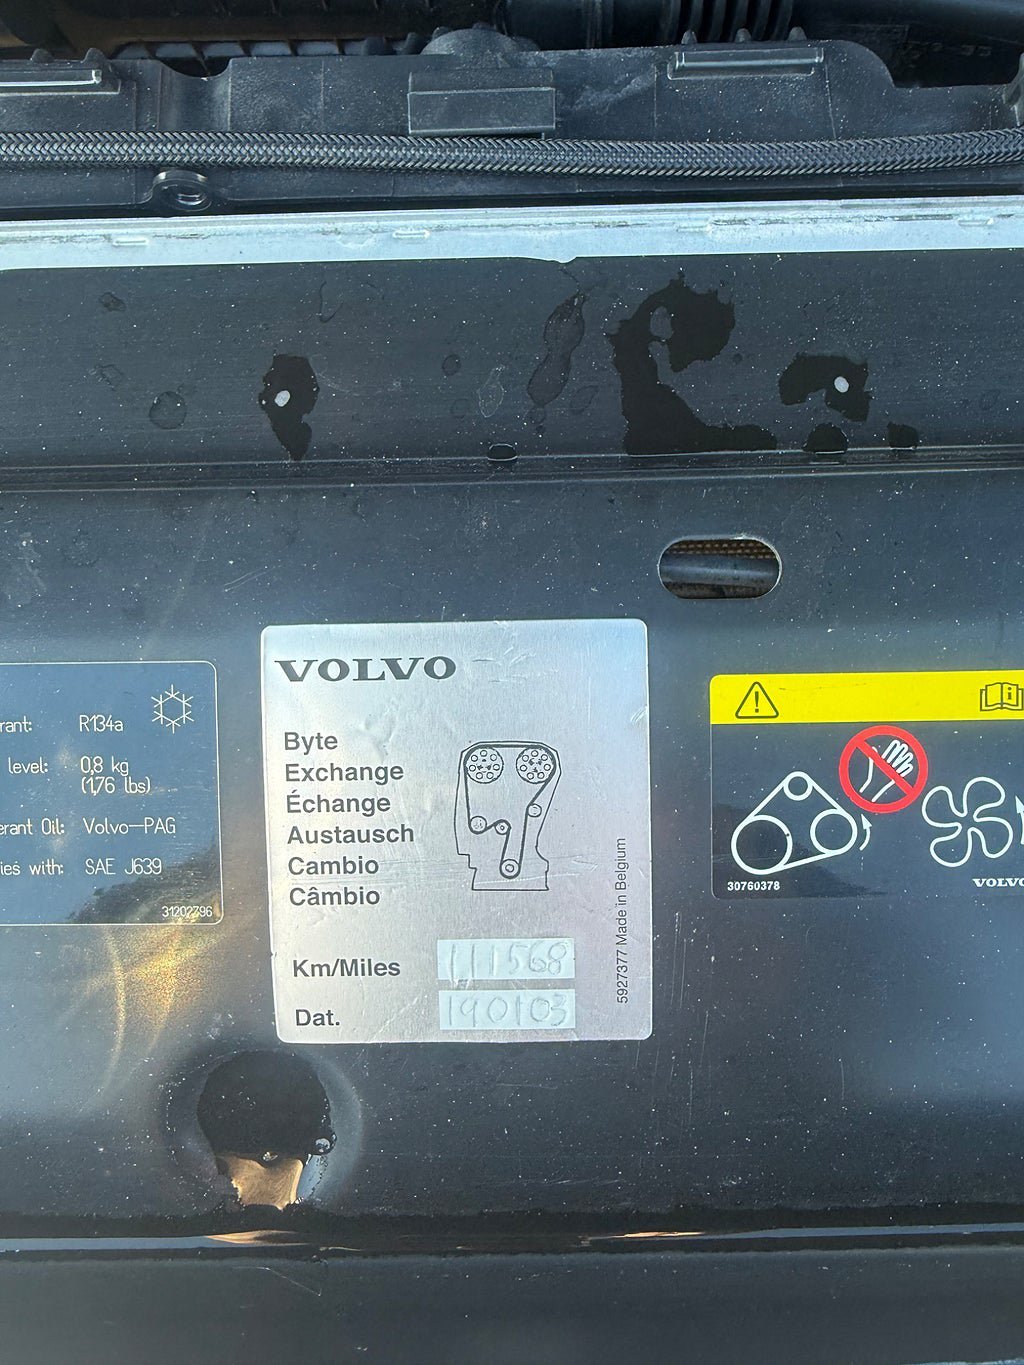 rant: R134a
level: 0,8 kg
(1,76 lbs)
erant Oil: Volvo-PAG
ies with: SAE J639
31202796
VOLVO
Byte
Exchange
Échange
Austausch
Cambio
Câmbio
Km/Miles 111568
Dat. 190103
5927377 Made in Belgium
30760378
VOLVO